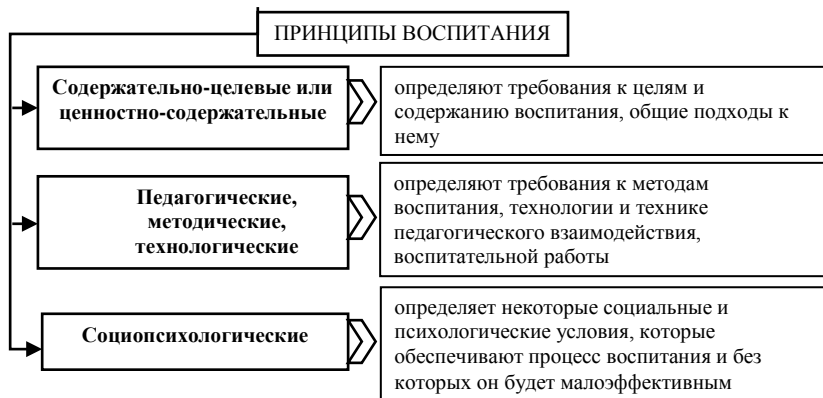 ПРИНЦИПЫ ВОСПИТАНИЯ
Содержательно-целевые или
ценностно-содержательные
определяют требования к целям и
содержанию воспитания, общие подходы к
нему
Педагогические,
методические,
технологические
определяют требования к методам
воспитания, технологии и технике
педагогического взаимодействия,
воспитательной работы
Социопсихологические
определяет некоторые социальные и
психологические условия, которые
обеспечивают процесс воспитания и без
которых он будет малоэффективным